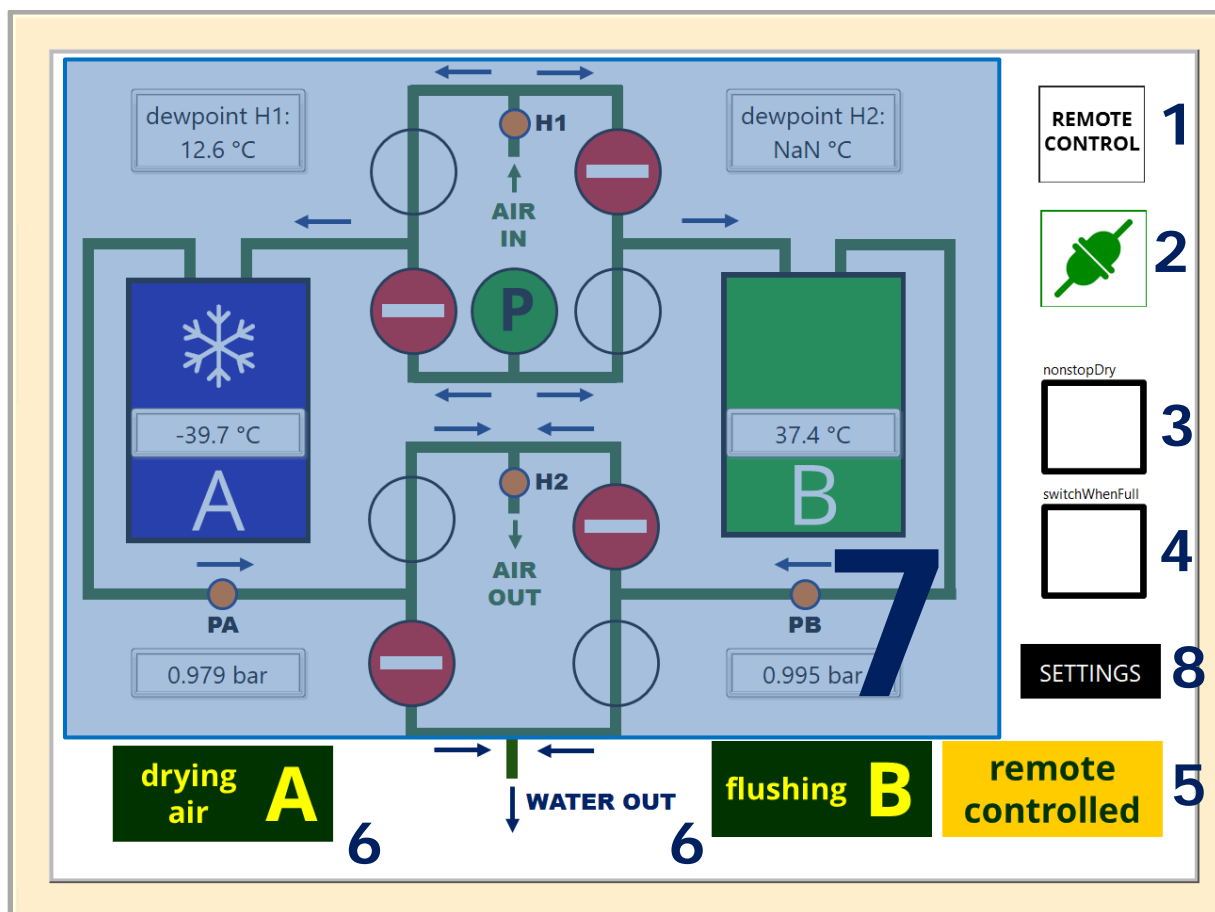 dewpoint H1:
12.6 °C
H1
dewpoint H2:
NaN °C
REMOTE
CONTROL
1
AIR
IN
2
P
nonstopDry
3
-39.7 °C
A
37.4 °C
B
switchWhenFull
4
H2
AIR
OUT
7
PA
PB
0.979 bar
0.995 bar
SETTINGS
8
drying
air
A
6
WATER OUT
6
flushing
B
remote
controlled
5